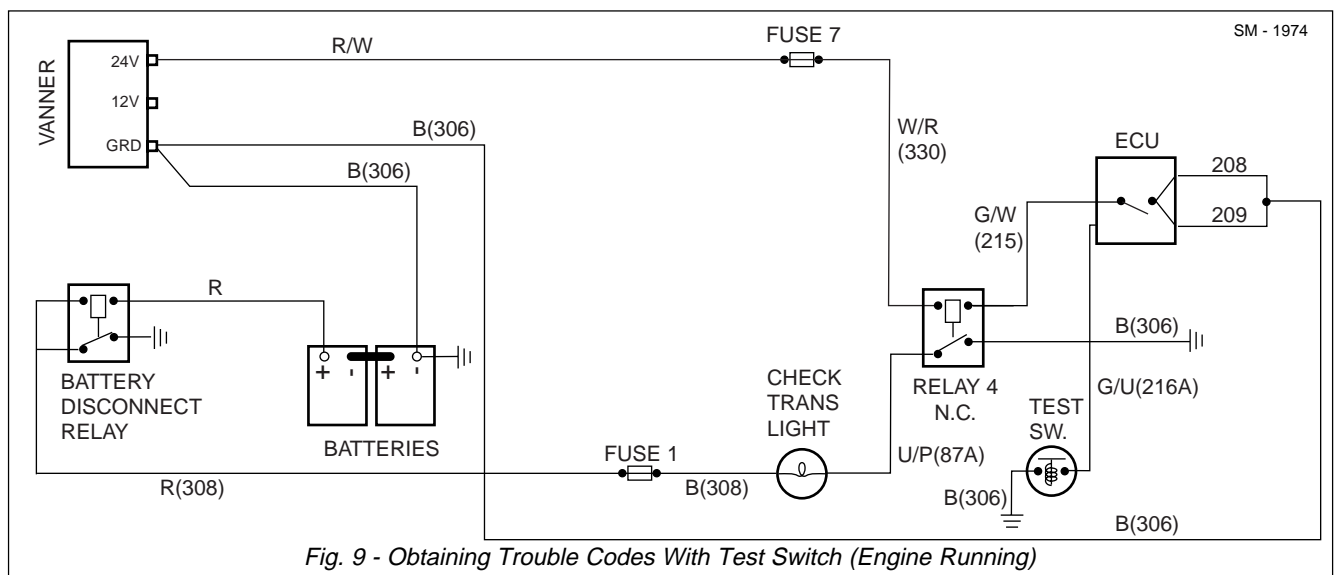 SM - 1974
FUSE 7
R/W
VANNER
24V
12V
GRD
B(306)
B(306)
W/R
(330)
ECU
208
209
G/W
(215)
R
B(306)
BATTERY
DISCONNECT
RELAY
+ - + -
BATTERIES
RELAY 4
N.C.
G/U(216A)
CHECK
TRANS
LIGHT
TEST
SW.
FUSE 1
U/P(87A)
R(308)
B(308)
B(306)
B(306)
Fig. 9 - Obtaining Trouble Codes With Test Switch (Engine Running)